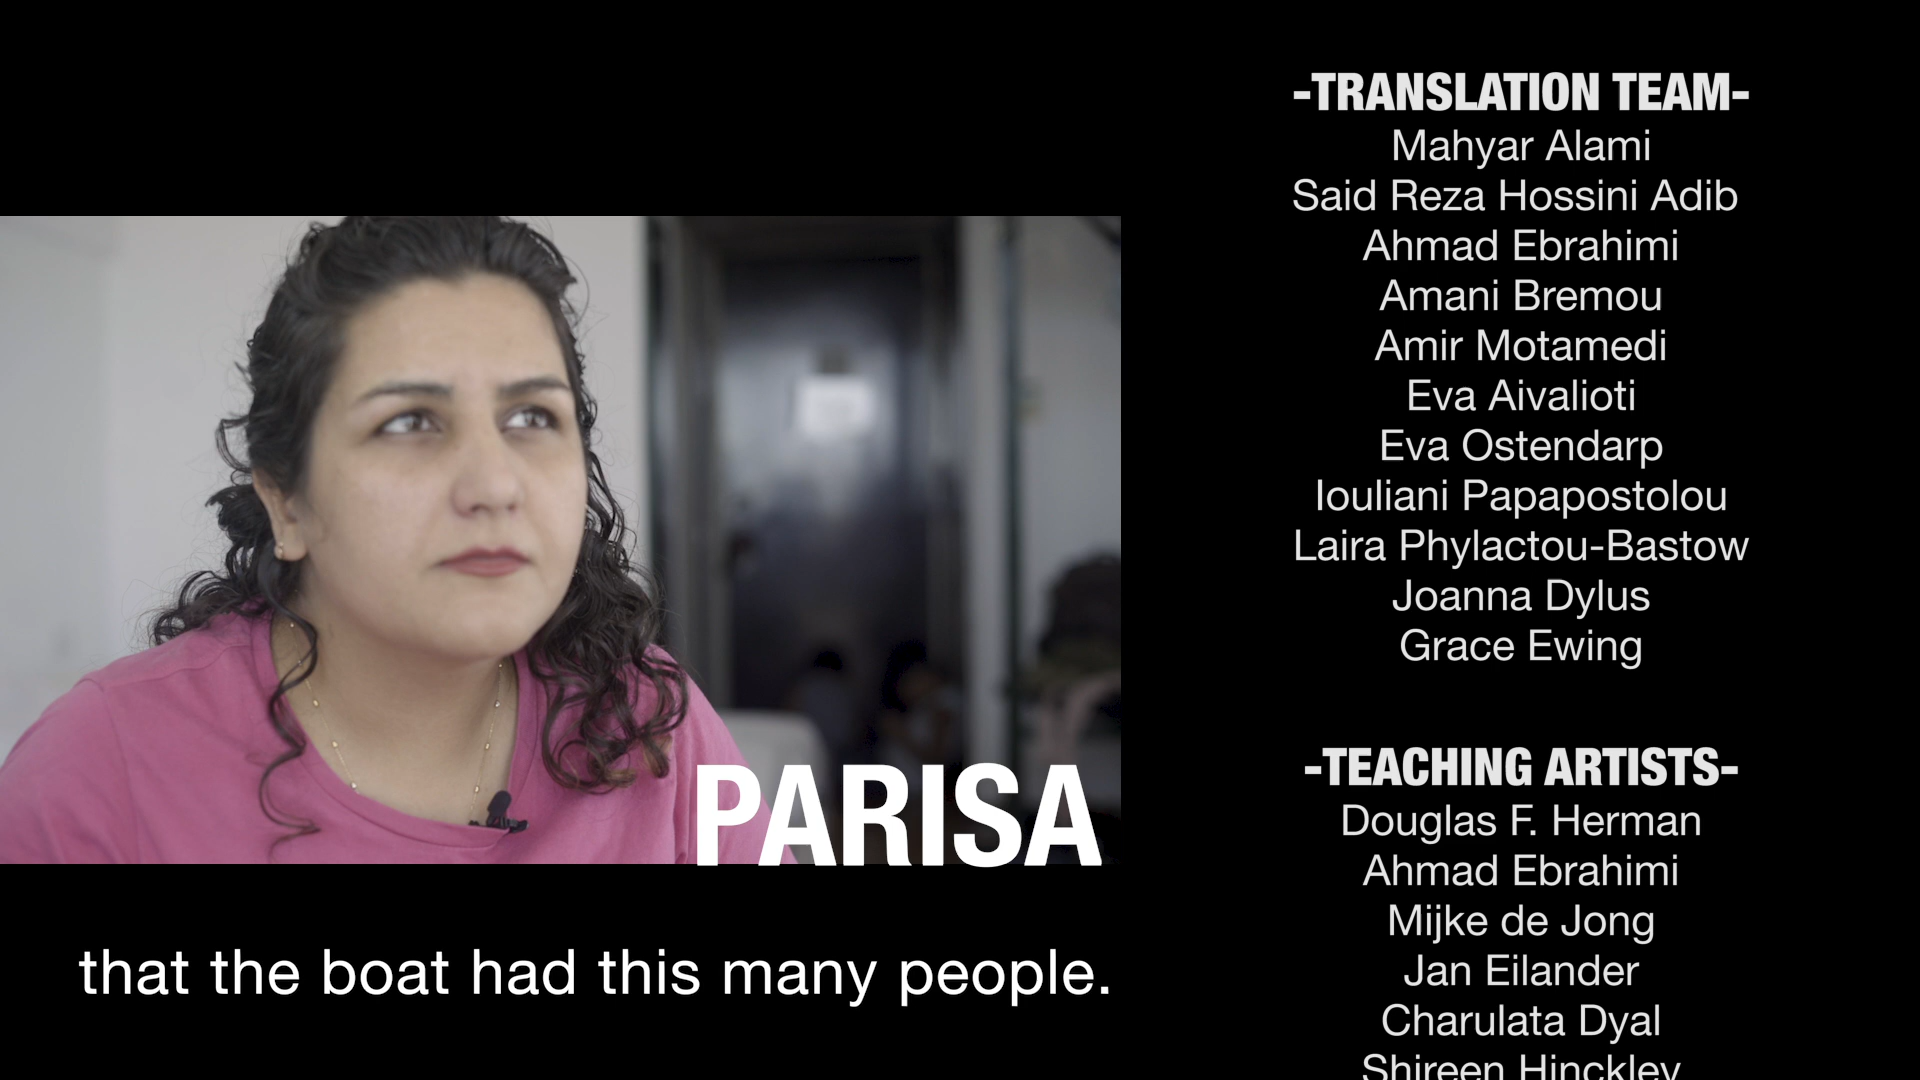 PARISA
that the boat had this many people.
-TRANSLATION TEAM-
Mahyar Alami
Said Reza Hossini Adib
Ahmad Ebrahimi
Amani Bremou
Amir Motamedi
Eva Aivalioti
Eva Ostendarp
Iouliani Papapostolou
Laira Phylactou-Bastow
Joanna Dylus
Grace Ewing
-TEACHING ARTISTS-
Douglas F. Herman
Ahmad Ebrahimi
Mijke de Jong
Jan Eilander
Charulata Dyal
Shireen Hinckley